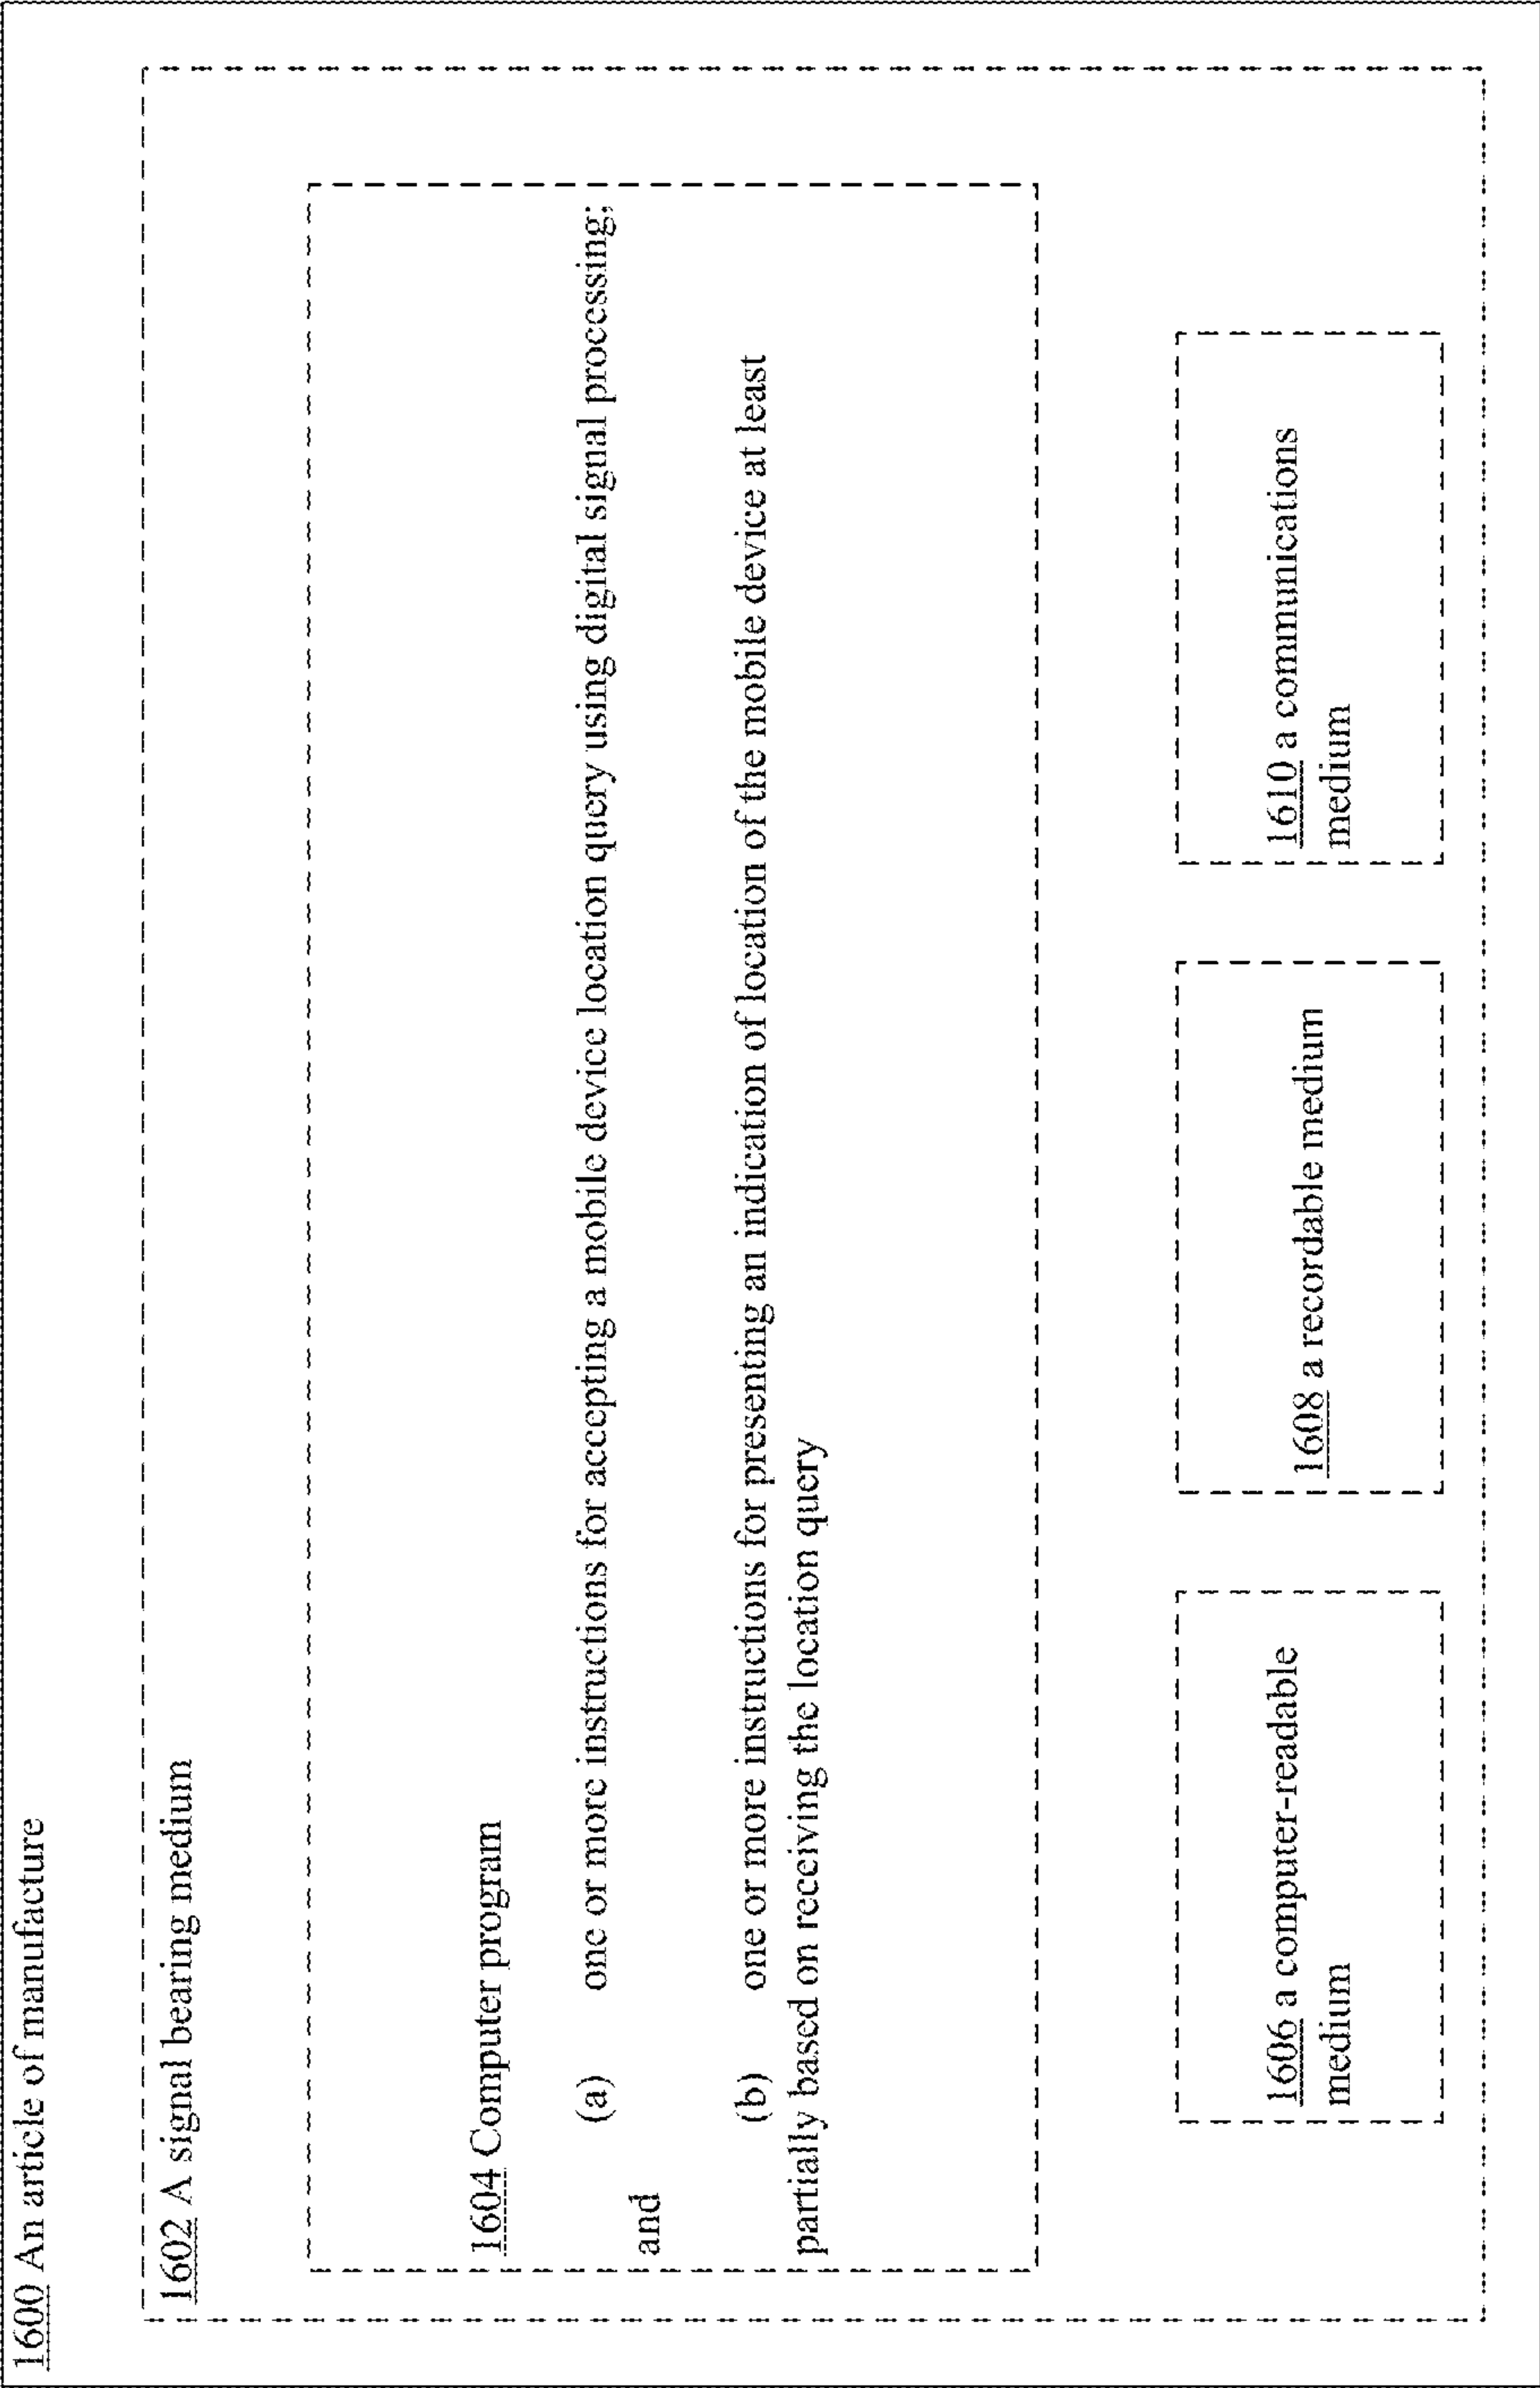 1600 An article of manufacture
1602 A signal bearing medium
1604 Computer program
(a) one or more instructions for accepting a mobile device location query using digital signal processing;
and
(b) one or more instructions for presenting an indication of location of the mobile device at least
partially based on receiving the location query
1606 a computer-readable
medium
1608 a recordable medium
1610 a communications
medium